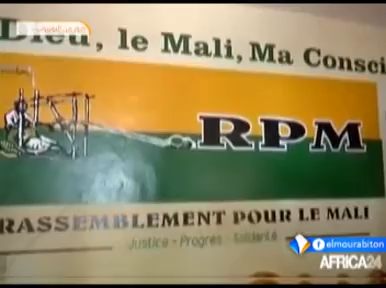 Dieu, le Mali, Ma Consci
RPM
RASSEMBLEMENT POUR LE MALI
Justice - Progrès - Solidarité
elmourabiton
AFRICA24